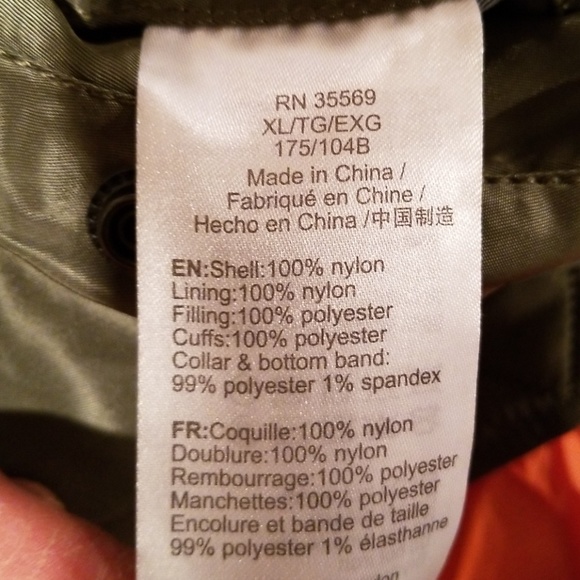 RN 35569
XL/TG/EXG
175/104B
Made in China /
Fabriqué en Chine /
Hecho en China /中国制造
EN:Shell:100% nylon
Lining:100% nylon
Filling:100% polyester
Cuffs:100% polyester
Collar & bottom band:
99% polyester 1% spandex
FR:Coquille:100% nylon
Doublure:100% nylon
Rembourrage:100% polyester
Manchettes:100% polyester
Encolure et bande de taille
99% polyester 1% élasthanne